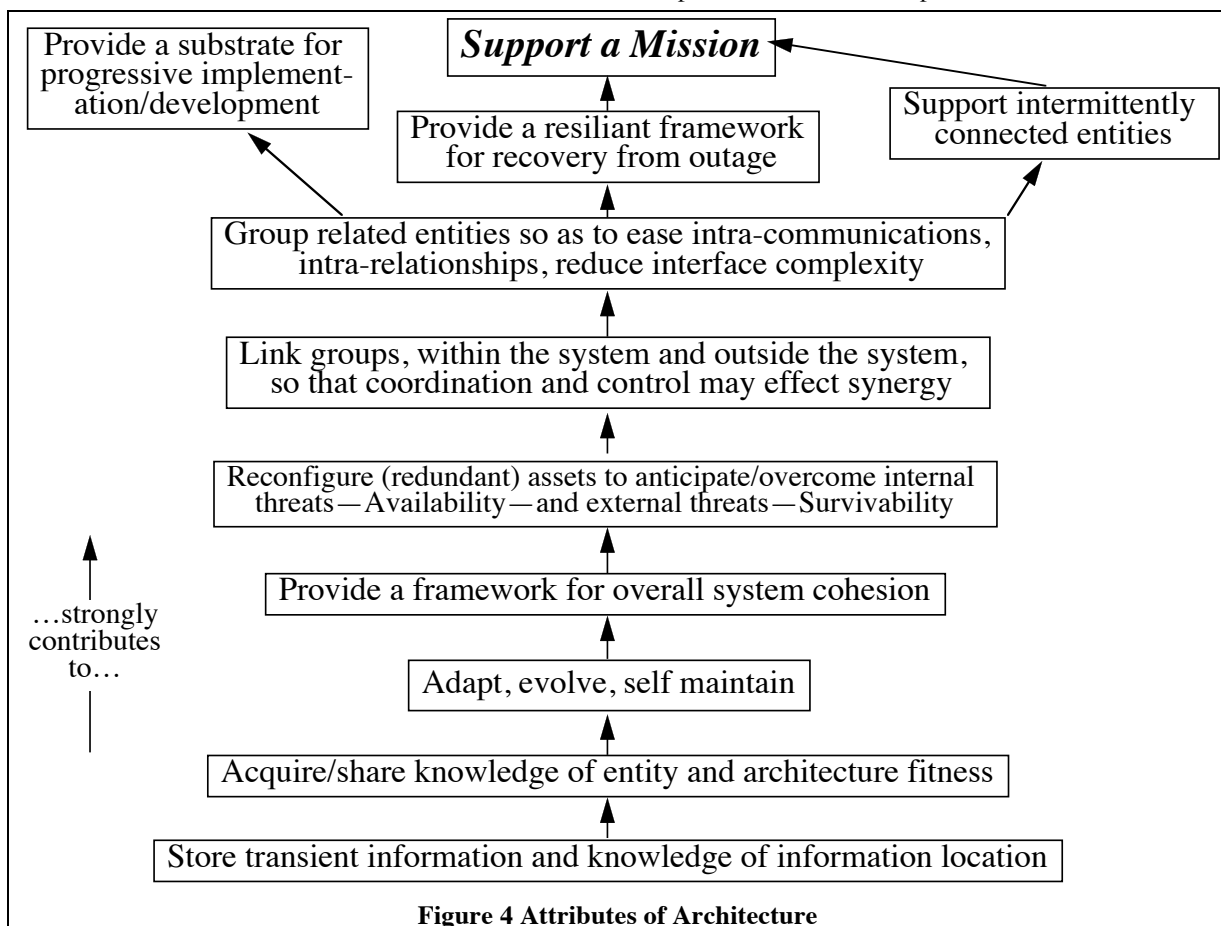 Provide a substrate for
progressive implement-
ation/development
Support a Mission
Support intermittently
connected entities
Provide a resiliant framework
for recovery from outage
Group related entities so as to ease intra-communications,
intra-relationships, reduce interface complexity
Link groups, within the system and outside the system,
so that coordination and control may effect synergy
Reconfigure (redundant) assets to anticipate/overcome internal
threats—Availability—and external threats—Survivability
Provide a framework for overall system cohesion
…strongly
contributes
to…
Adapt, evolve, self maintain
Acquire/share knowledge of entity and architecture fitness
Store transient information and knowledge of information location
Figure 4 Attributes of Architecture